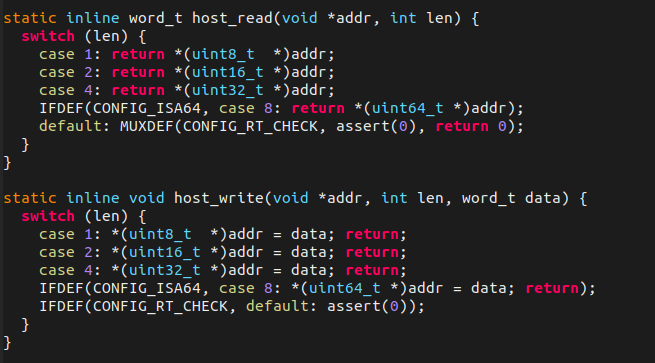 static inline word_t host_read(void *addr, int len) {
  switch (len) {
    case 1: return *(uint8_t  *)addr;
    case 2: return *(uint16_t *)addr;
    case 4: return *(uint32_t *)addr;
    IFDEF(CONFIG_ISA64, case 8: return *(uint64_t *)addr);
    default: MUXDEF(CONFIG_RT_CHECK, assert(0), return 0);
  }
}

static inline void host_write(void *addr, int len, word_t data) {
  switch (len) {
    case 1: *(uint8_t  *)addr = data; return;
    case 2: *(uint16_t *)addr = data; return;
    case 4: *(uint32_t *)addr = data; return;
    IFDEF(CONFIG_ISA64, case 8: *(uint64_t *)addr = data; return);
    IFDEF(CONFIG_RT_CHECK, default: assert(0));
  }
}